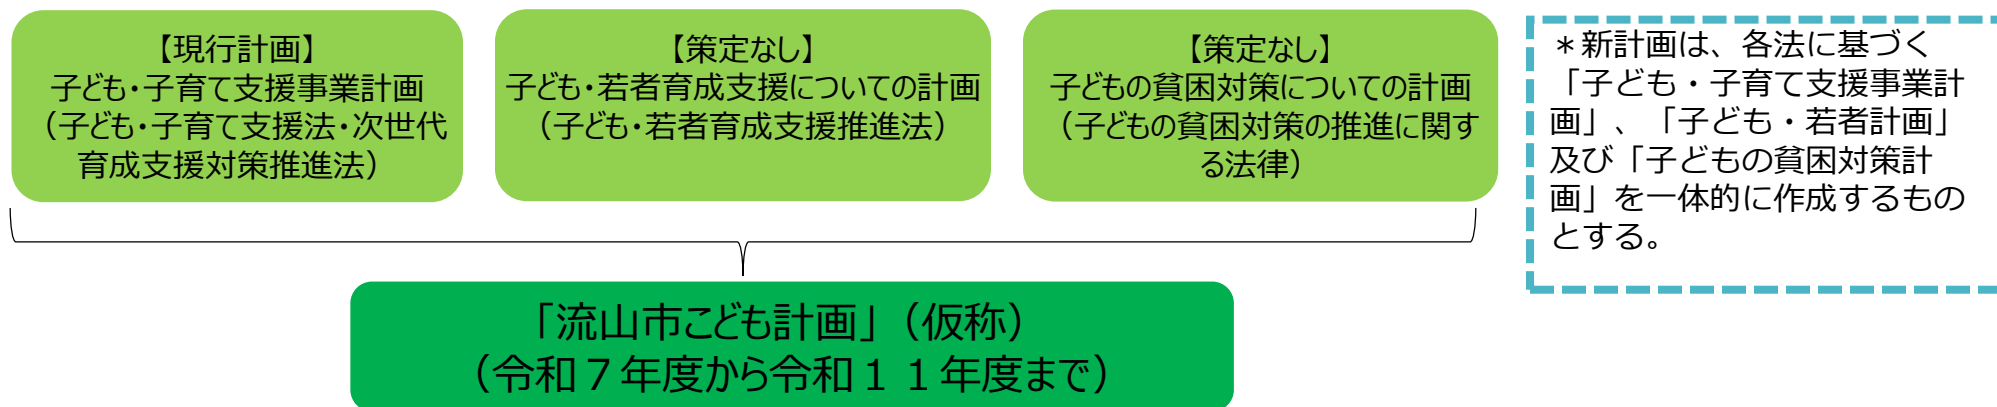 【現行計画】
子ども・子育て支援事業計画
（子ども・子育て支援法・次世代
育成支援対策推進法）
【策定なし】
子ども・若者育成支援についての計画
（子ども・若者育成支援推進法）
【策定なし】
子どもの貧困対策についての計画
（子どもの貧困対策の推進に関す
る法律）
＊新計画は、各法に基づく
「子ども・子育て支援事業計
画」、「子ども・若者計画」
及び「子どもの貧困対策計
画」を一体的に作成するもの
とする。
「流山市こども計画」（仮称）
（令和７年度から令和１１年度まで）